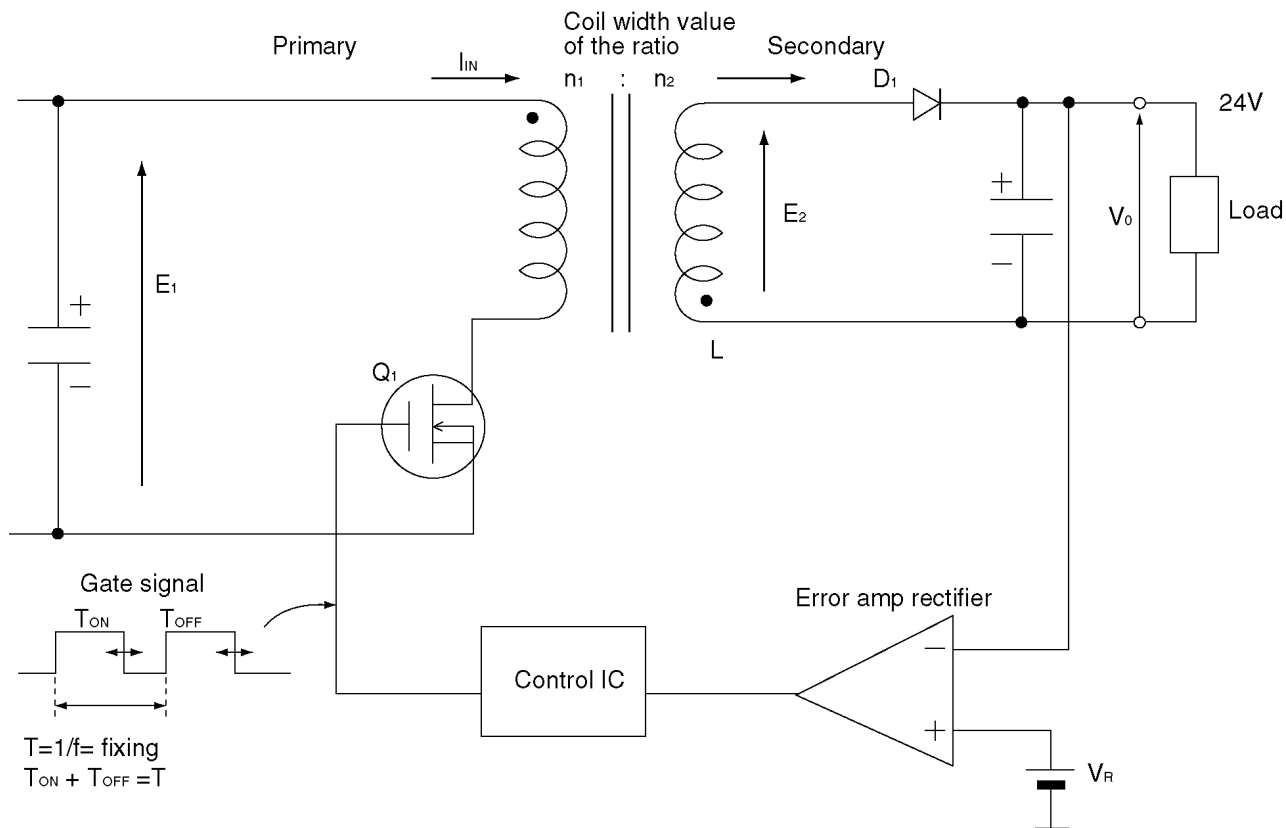 Coil width value
of the ratio
Primary
Secondary
IIN
n1 : n2
D1
24V
E1
E2
V0
Load
L
Q1
Gate signal
TON
TOFF
Error amp rectifier
Control IC
T=1/f= fixing
TON + TOFF =T
VR